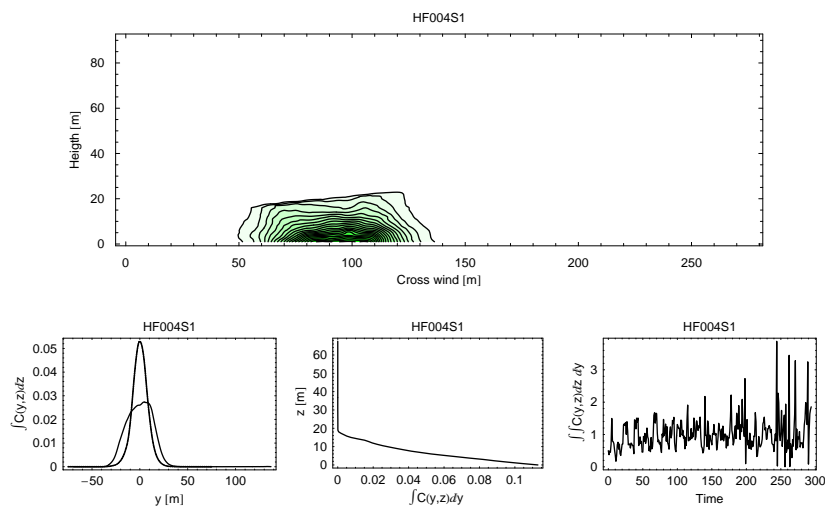 HF004S1
Heigth [m]
80
60
40
20
0
0 50 100 150 200 250
Cross wind [m]
HF004S1
∫C(y,z)dz
0.05
0.04
0.03
0.02
0.01
0
−50 0 50 100
y [m]
HF004S1
z [m]
60
50
40
30
20
10
0
0 0.02 0.04 0.06 0.08 0.1
∫C(y,z)dy
HF004S1
∫∫C(y,z)dz dy
3
2
1
0
0 50 100 150 200 250 300
Time